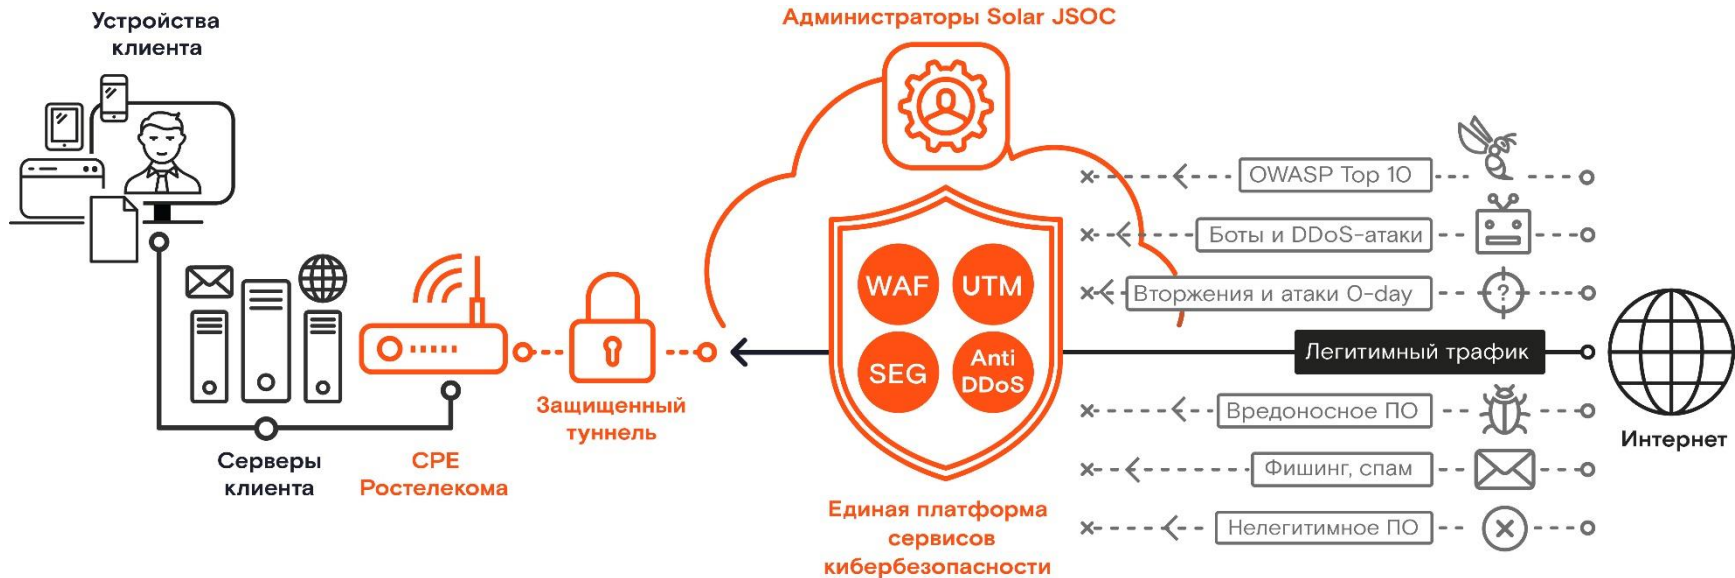 Устройства
клиента
Администраторы Solar JSOC
OWASP Top 10
Боты и DDoS-атаки
Вторжения и атаки 0-day
?
WAF
UTM
SEG
Anti
DDoS
Легитимный трафик
Вредоносное ПО
Фишинг, спам
Нелегитимное ПО
Интернет
Защищенный
туннель
Серверы
клиента
CPE
Ростелекома
Единая платформа
сервисов
кибербезопасности